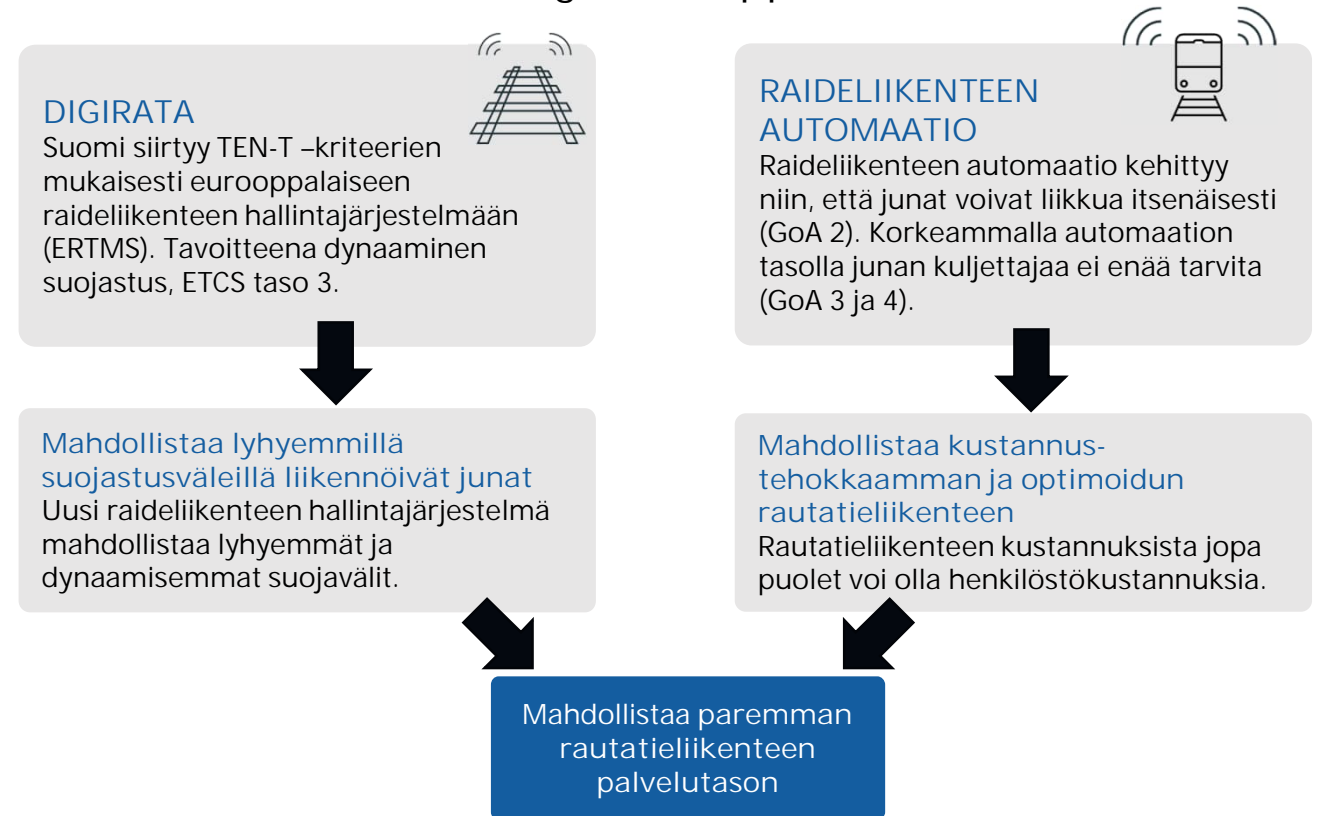 DIGIRATA
Suomi siirtyy TEN-T –kriteerien
mukaisesti eurooppalaiseen
raideliikenteen hallintajärjestelmään
(ERTMS). Tavoitteena dynaaminen
suojastus, ETCS taso 3.
RAIDELIIKENTEEN
AUTOMAATIO
Raideliikenteen automaatio kehittyy
niin, että junat voivat liikkua itsenäisesti
(GoA 2). Korkeammalla automaation
tasolla junan kuljettajaa ei enää tarvita
(GoA 3 ja 4).
Mahdollistaa lyhyemmillä
suojastusväleillä liikennöivät junat
Uusi raideliikenteen hallintajärjestelmä
mahdollistaa lyhyemmät ja
dynaamisemmat suojavälit.
Mahdollistaa kustannus-
tehokkaamman ja optimoidun
rautatieliikenteen
Rautatieliikenteen kustannuksista jopa
puolet voi olla henkilöstökustannuksia.
Mahdollistaa paremman
rautatieliikenteen
palvelutason